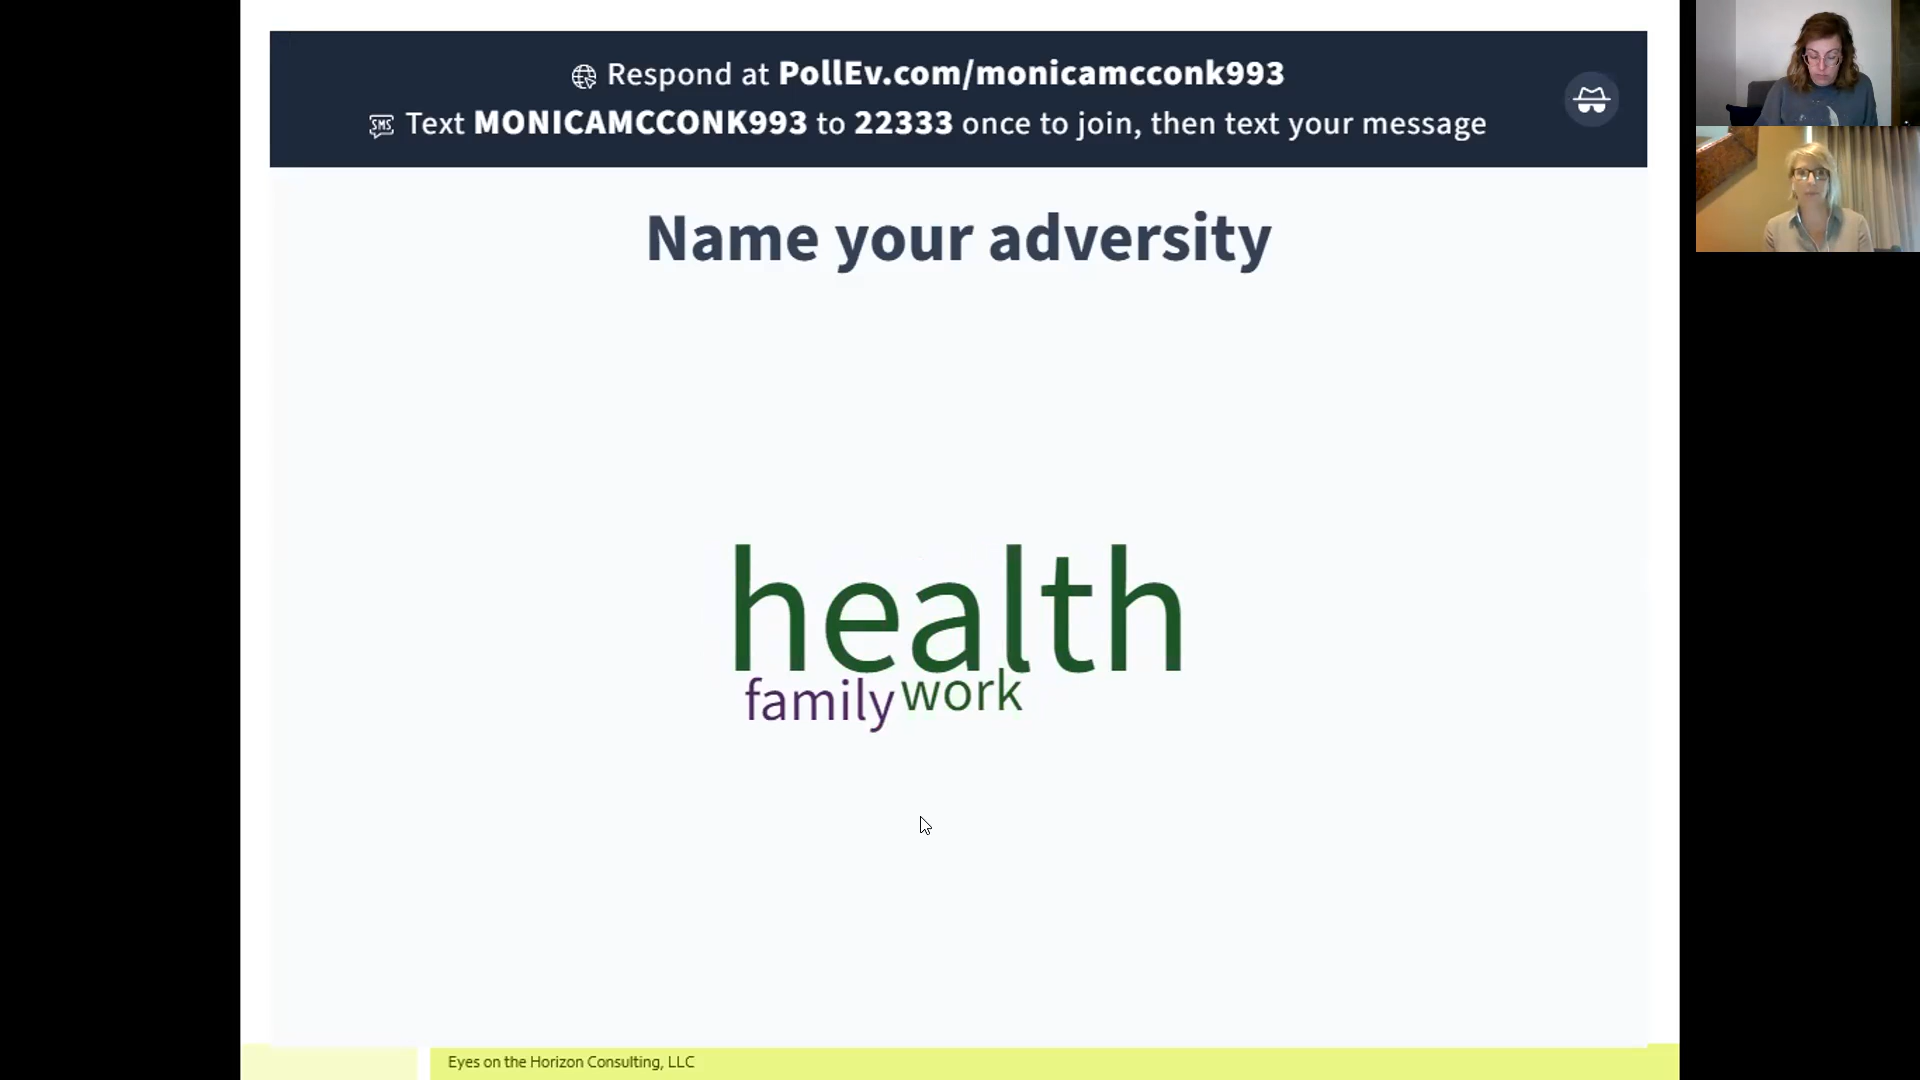 Respond at PollEv.com/monicamcconk993
SMS Text MONICAMCCONK993 to 22333 once to join, then text your message
Name your adversity
health
family work
Eyes on the Horizon Consulting, LLC